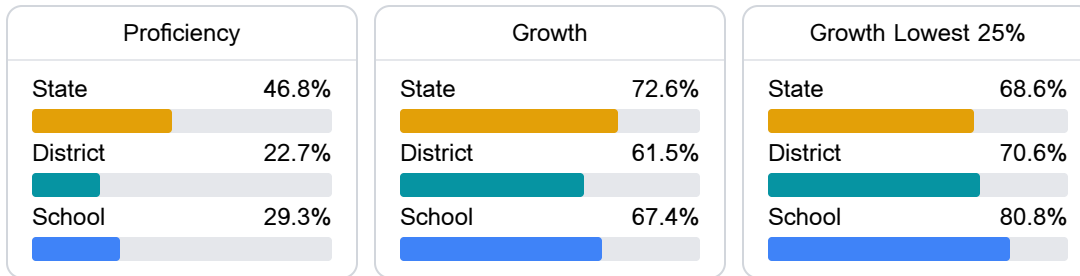 Proficiency
State 46.8%
District 22.7%
School 29.3%
Growth
State 72.6%
District 61.5%
School 67.4%
Growth Lowest 25%
State 68.6%
District 70.6%
School 80.8%